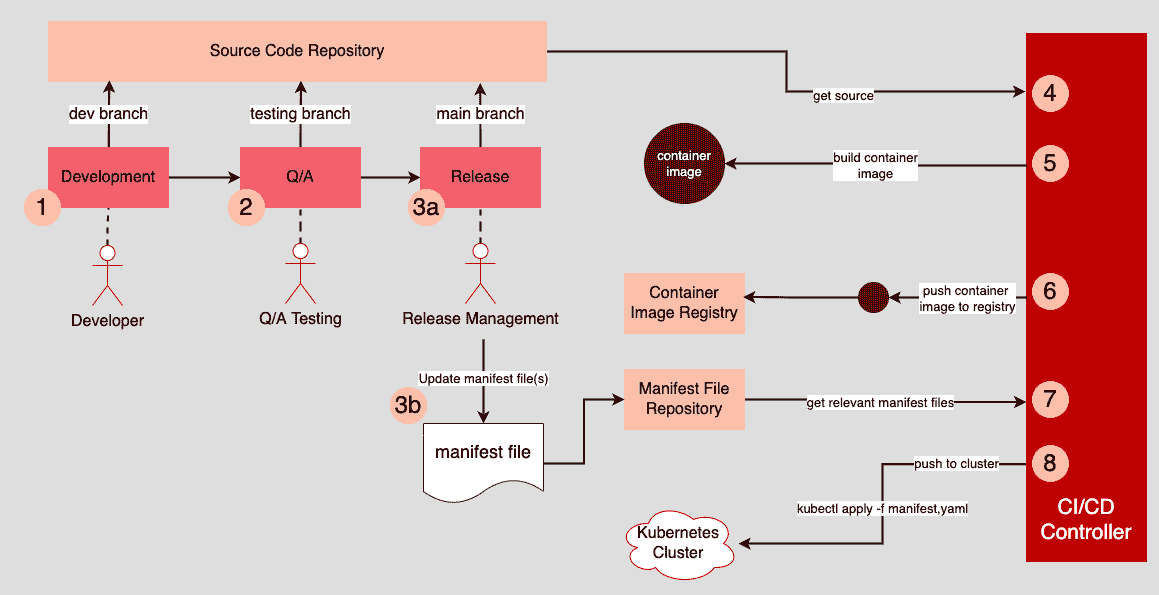 Source Code Repository
dev branch
testing branch
main branch
get source
4
Development
Q/A
Release
1
2
3a
container
image
build container
image
5
Developer
Q/A Testing
Release Management
Container
Image Registry
push container
image to registry
6
Update manifest file(s)
3b
manifest file
Manifest File
Repository
get relevant manifest files
7
push to cluster
8
kubectl apply -f manifest,yaml
Kubernetes
Cluster
CI/CD
Controller